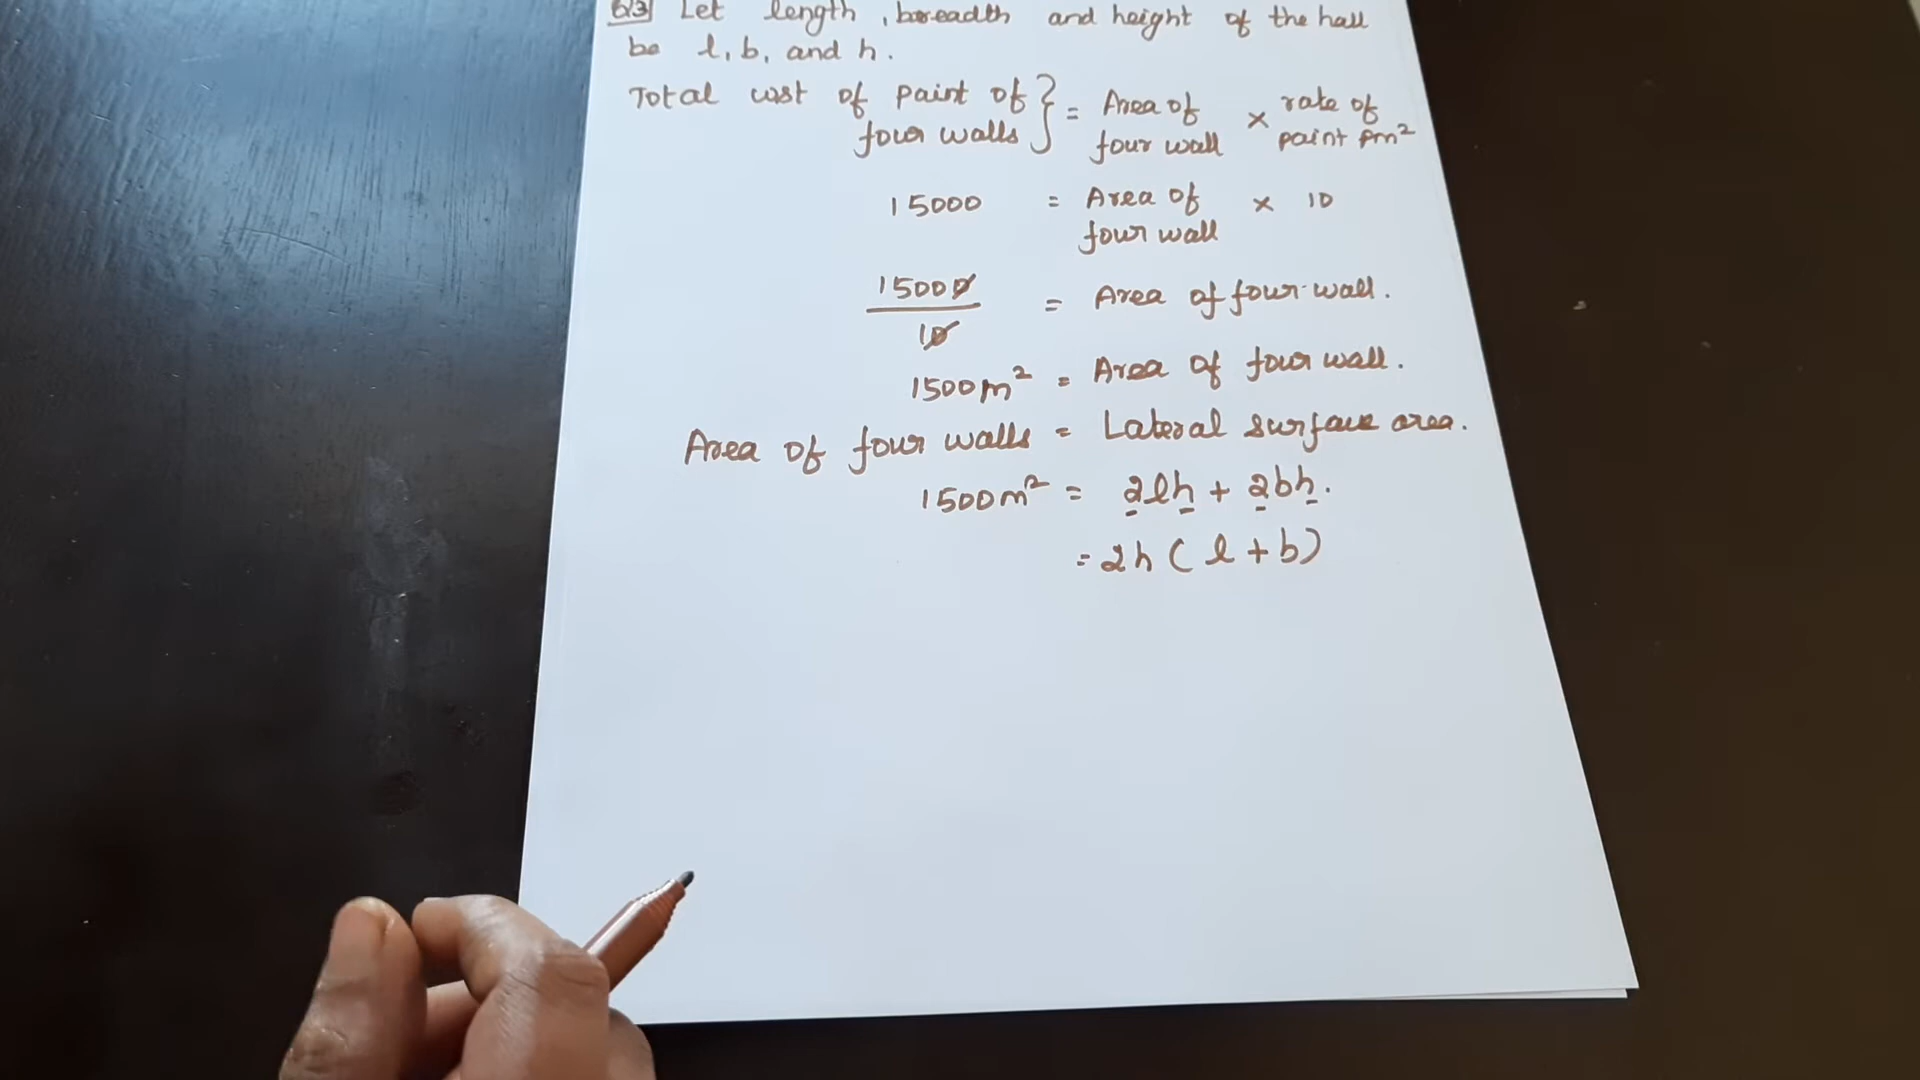 Q3 Let length, breadth and height of the hall
be l, b, and h.
Total cost of paint of four walls } = Area of four wall × rate of paint pm²
15000 = Area of four wall × 10
15000/10 = Area of four wall.
1500m² = Area of four wall.
Area of four walls = Lateral surface area.
1500m² = 2lh + 2bh.
= 2h (l + b)